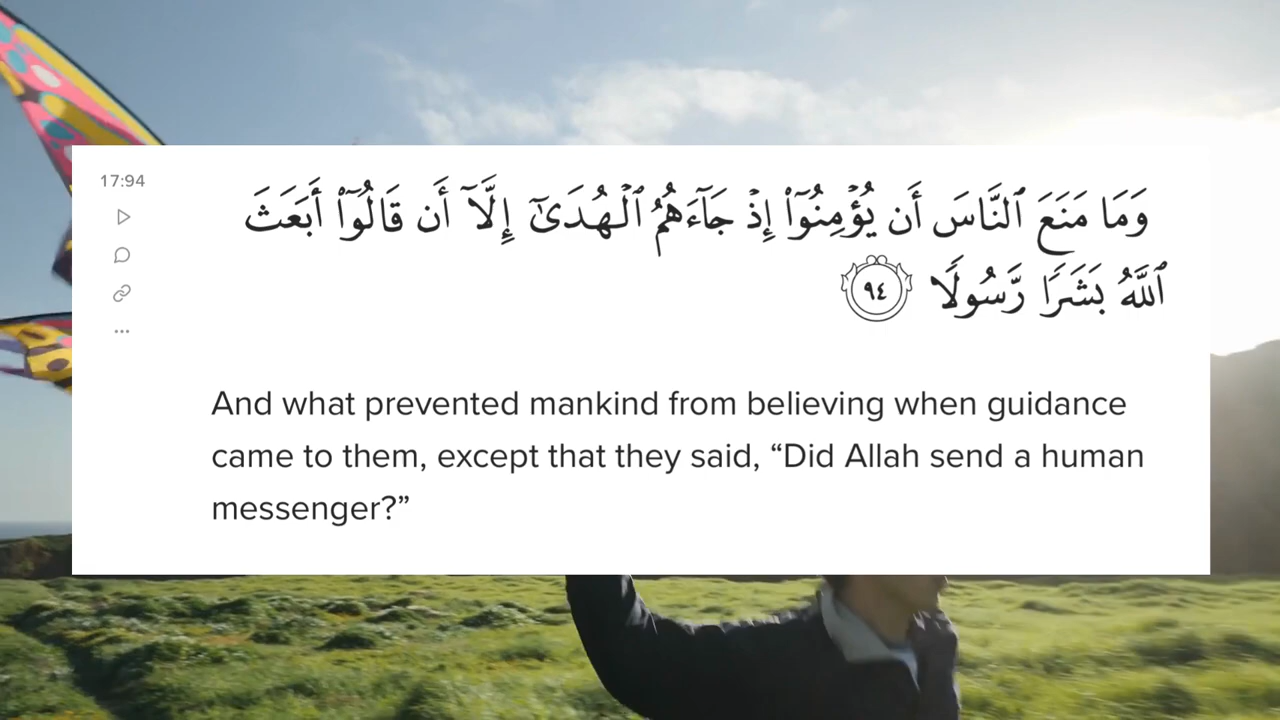 17:94
وَمَا مَنَعَ ٱلنَّاسَ أَن يُؤْمِنُوٓا۟ إِذْ جَآءَهُمُ ٱلْهُدَىٰٓ إِلَّآ أَن قَالُوٓا۟ أَبَعَثَ
ٱللَّهُ بَشَرًا رَّسُولًا ٩٤
And what prevented mankind from believing when guidance
came to them, except that they said, “Did Allah send a human
messenger?”